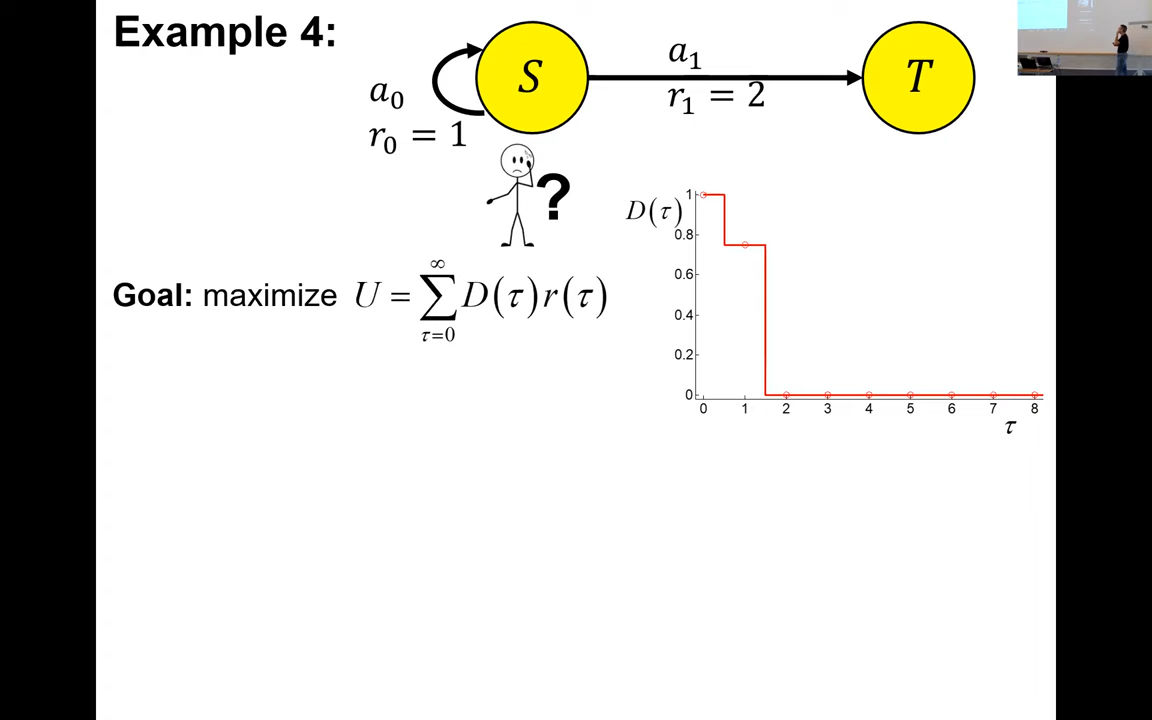 Example 4:
S
T
a₀
r₀ = 1
a₁
r₁ = 2
?
Goal: maximize U = ∑_{τ=0}^{∞} D(τ)r(τ)
D(τ)
1
0.8
0.6
0.4
0.2
0
0 1 2 3 4 5 6 7 8
τ